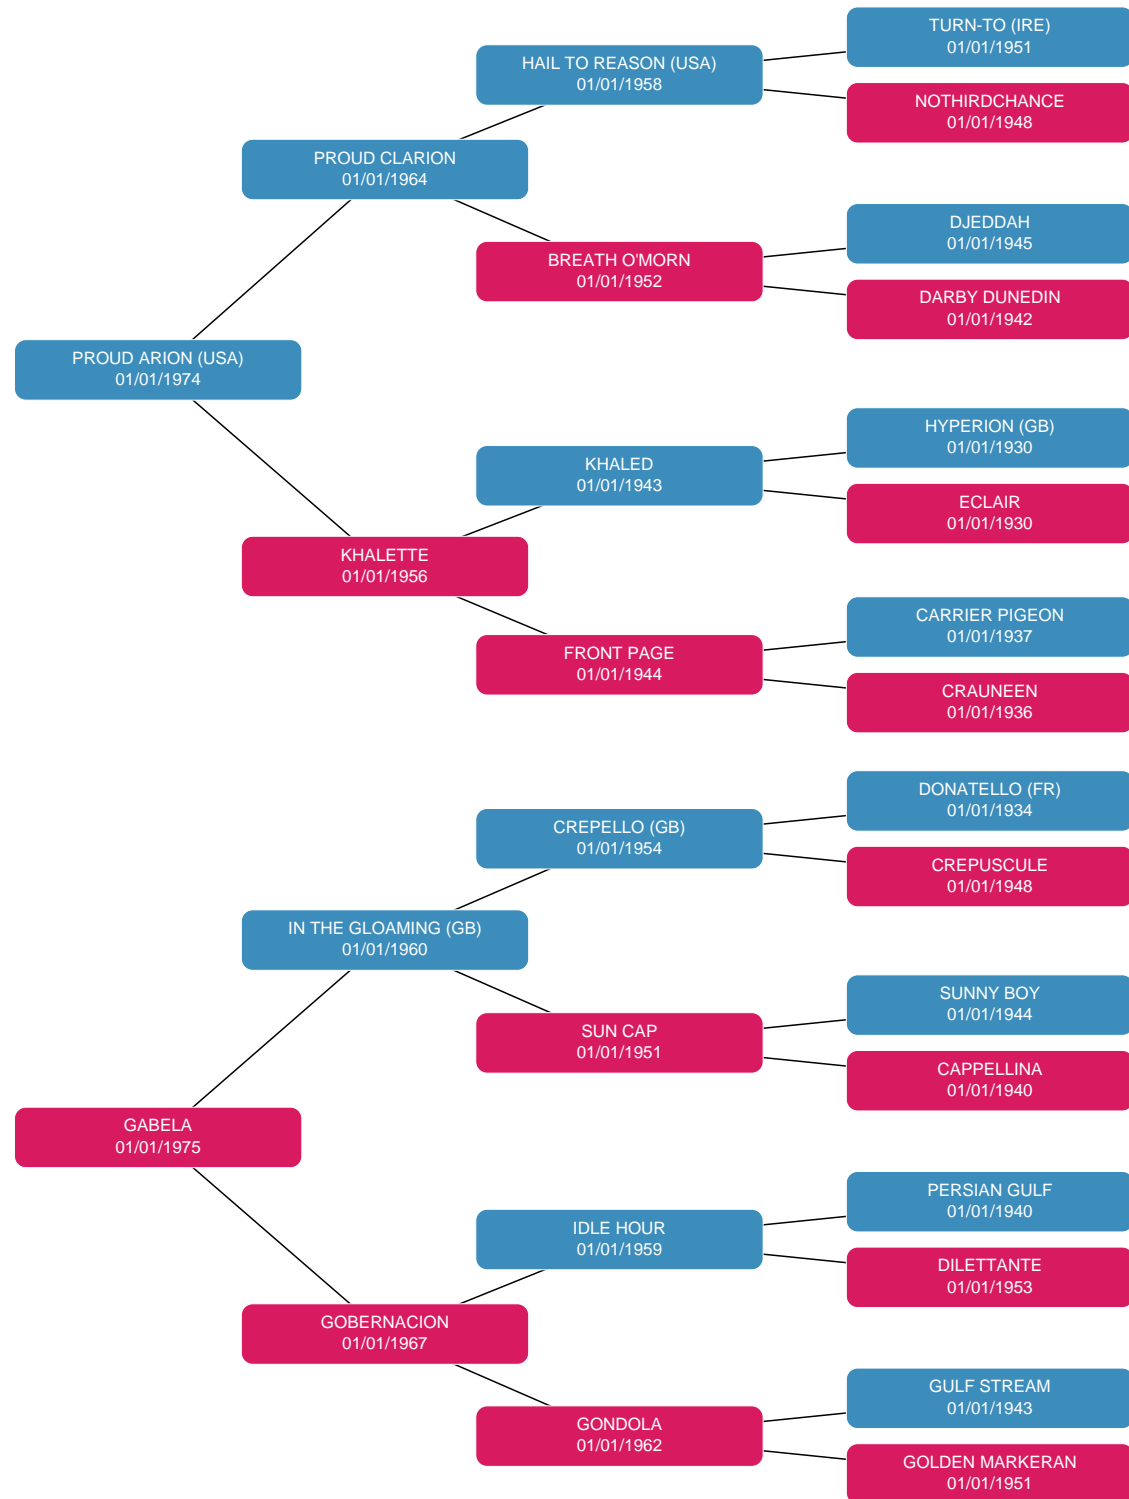 TURN-TO (IRE)
01/01/1951
HAIL TO REASON (USA)
01/01/1958
NOTHIRDCHANCE
01/01/1948
PROUD CLARION
01/01/1964
DJEDDAH
01/01/1945
BREATH O'MORN
01/01/1952
DARBY DUNEDIN
01/01/1942
PROUD ARION (USA)
01/01/1974
HYPERION (GB)
01/01/1930
KHALED
01/01/1943
ECLAIR
01/01/1930
KHALETTE
01/01/1956
CARRIER PIGEON
01/01/1937
FRONT PAGE
01/01/1944
CRAUNEEN
01/01/1936
DONATELLO (FR)
01/01/1934
CREPELLO (GB)
01/01/1954
CREPUSCULE
01/01/1948
IN THE GLOAMING (GB)
01/01/1960
SUNNY BOY
01/01/1944
SUN CAP
01/01/1951
CAPPELLINA
01/01/1940
GABELA
01/01/1975
PERSIAN GULF
01/01/1940
IDLE HOUR
01/01/1959
DILETTANTE
01/01/1953
GOBERNACION
01/01/1967
GULF STREAM
01/01/1943
GONDOLA
01/01/1962
GOLDEN MARKERAN
01/01/1951